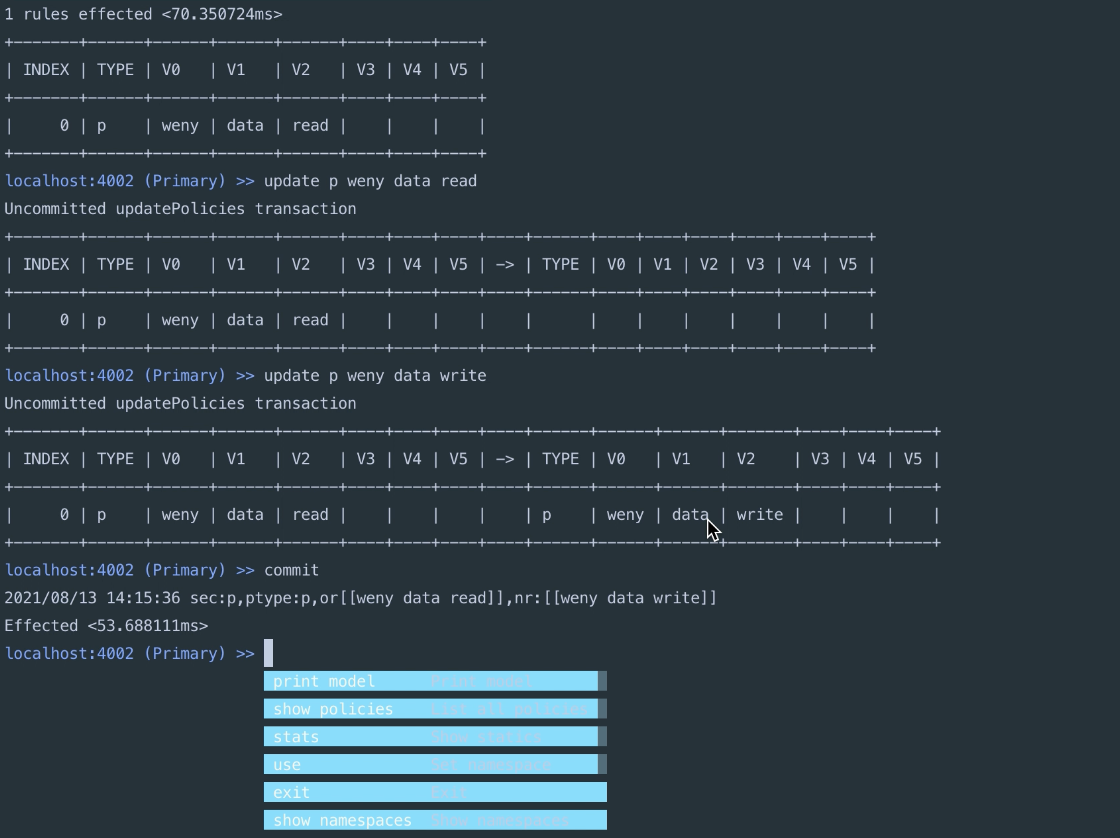 1 rules effected <70.350724ms>
+-------+------+------+------+------+----+----+----+
| INDEX | TYPE | V0   | V1   | V2   | V3 | V4 | V5 |
+-------+------+------+------+------+----+----+----+
|     0 | p    | weny | data | read |    |    |    |
+-------+------+------+------+------+----+----+----+
localhost:4002 (Primary) >> update p weny data read
Uncommitted updatePolicies transaction
+-------+------+------+------+------+----+----+----+----+------+----+----+----+----+----+----+
| INDEX | TYPE | V0   | V1   | V2   | V3 | V4 | V5 | -> | TYPE | V0 | V1 | V2 | V3 | V4 | V5 |
+-------+------+------+------+------+----+----+----+----+------+----+----+----+----+----+----+
|     0 | p    | weny | data | read |    |    |    |    |      |    |    |    |    |    |    |
+-------+------+------+------+------+----+----+----+----+------+----+----+----+----+----+----+
localhost:4002 (Primary) >> update p weny data write
Uncommitted updatePolicies transaction
+-------+------+------+------+------+----+----+----+----+------+------+------+-------+----+----+----+
| INDEX | TYPE | V0   | V1   | V2   | V3 | V4 | V5 | -> | TYPE | V0   | V1   | V2    | V3 | V4 | V5 |
+-------+------+------+------+------+----+----+----+----+------+------+------+-------+----+----+----+
|     0 | p    | weny | data | read |    |    |    |    | p    | weny | data | write |    |    |    |
+-------+------+------+------+------+----+----+----+----+------+------+------+-------+----+----+----+
localhost:4002 (Primary) >> commit
2021/08/13 14:15:36 sec:p,ptype:p,or[[weny data read]],nr:[[weny data write]]
Effected <53.688111ms>
localhost:4002 (Primary) >>
print model Print model
show policies List all policies
stats Show statics
use Set namespace
exit Exit
show namespaces Show namespaces